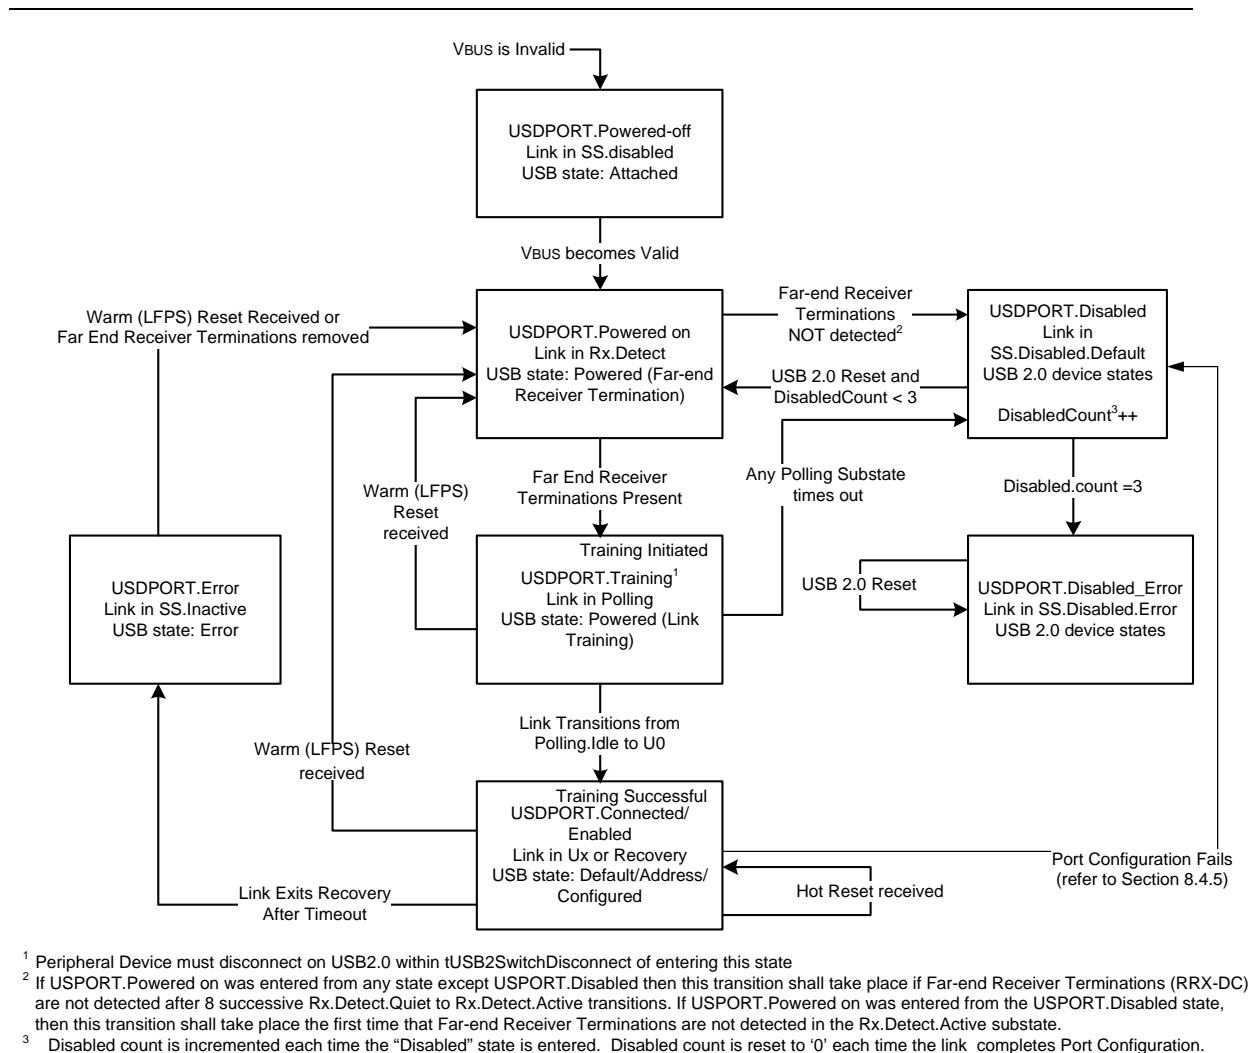 VBUS is Invalid
USDPORT.Powered-off
Link in SS.disabled
USB state: Attached
VBUS becomes Valid
Warm (LFPS) Reset Received or
Far End Receiver Terminations removed
USDPORT.Powered on
Link in Rx.Detect
USB state: Powered (Far-end
Receiver Termination)
Far-end Receiver
Terminations
NOT detected²
USB 2.0 Reset and
DisabledCount < 3
USDPORT.Disabled
Link in
SS.Disabled.Default
USB 2.0 device states
DisabledCount³++
Warm (LFPS)
Reset
received
Far End Receiver
Terminations Present
Any Polling Substate
times out
Disabled.count =3
USDPORT.Error
Link in SS.Inactive
USB state: Error
Training Initiated
USDPORT.Training¹
Link in Polling
USB state: Powered (Link
Training)
USB 2.0 Reset
USDPORT.Disabled_Error
Link in SS.Disabled.Error
USB 2.0 device states
Link Transitions from
Polling.Idle to U0
Warm (LFPS) Reset
received
Training Successful
USDPORT.Connected/
Enabled
Link in Ux or Recovery
USB state: Default/Address/
Configured
Link Exits Recovery
After Timeout
Hot Reset received
Port Configuration Fails
(refer to Section 8.4.5)
¹ Peripheral Device must disconnect on USB2.0 within tUSB2SwitchDisconnect of entering this state
² If USPORT.Powered on was entered from any state except USPORT.Disabled then this transition shall take place if Far-end Receiver Terminations (RRX-DC)
are not detected after 8 successive Rx.Detect.Quiet to Rx.Detect.Active transitions. If USPORT.Powered on was entered from the USPORT.Disabled state,
then this transition shall take place the first time that Far-end Receiver Terminations are not detected in the Rx.Detect.Active substate.
³ Disabled count is incremented each time the “Disabled” state is entered. Disabled count is reset to ‘0’ each time the link completes Port Configuration.